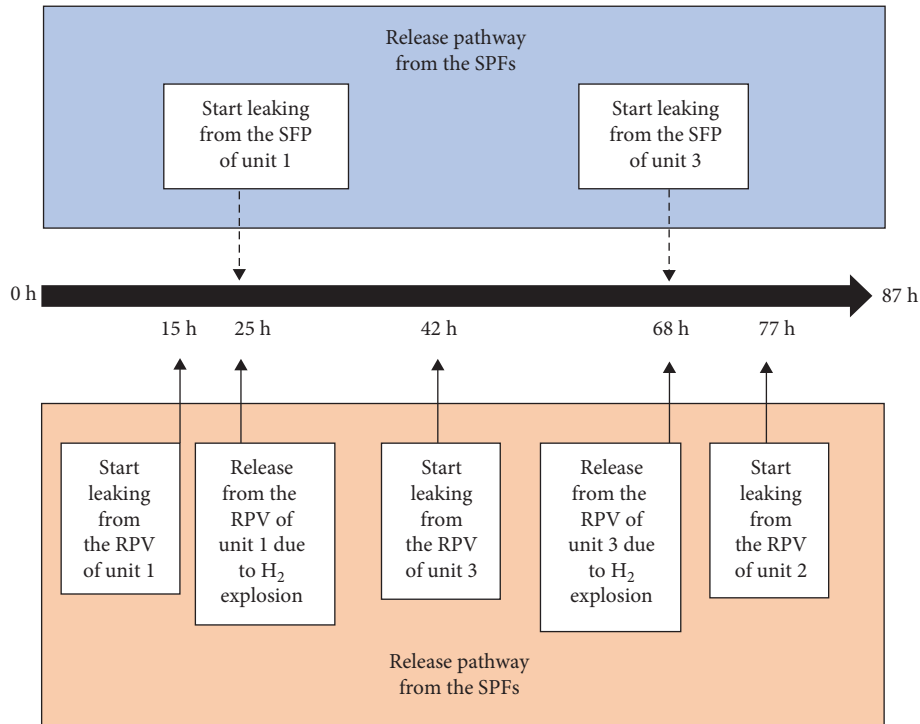 Release pathway
from the SPFs
Start leaking
from the SFP
of unit 1
Start leaking
from the SFP
of unit 3
0 h
87 h
15 h
25 h
42 h
68 h
77 h
Start
leaking
from
the RPV
of unit 1
Release
from the
RPV of
unit 1 due
to H₂
explosion
Start
leaking
from
the RPV
of unit 3
Release
from the
RPV of
unit 3 due
to H₂
explosion
Start
leaking
from
the RPV
of unit 2
Release pathway
from the SPFs